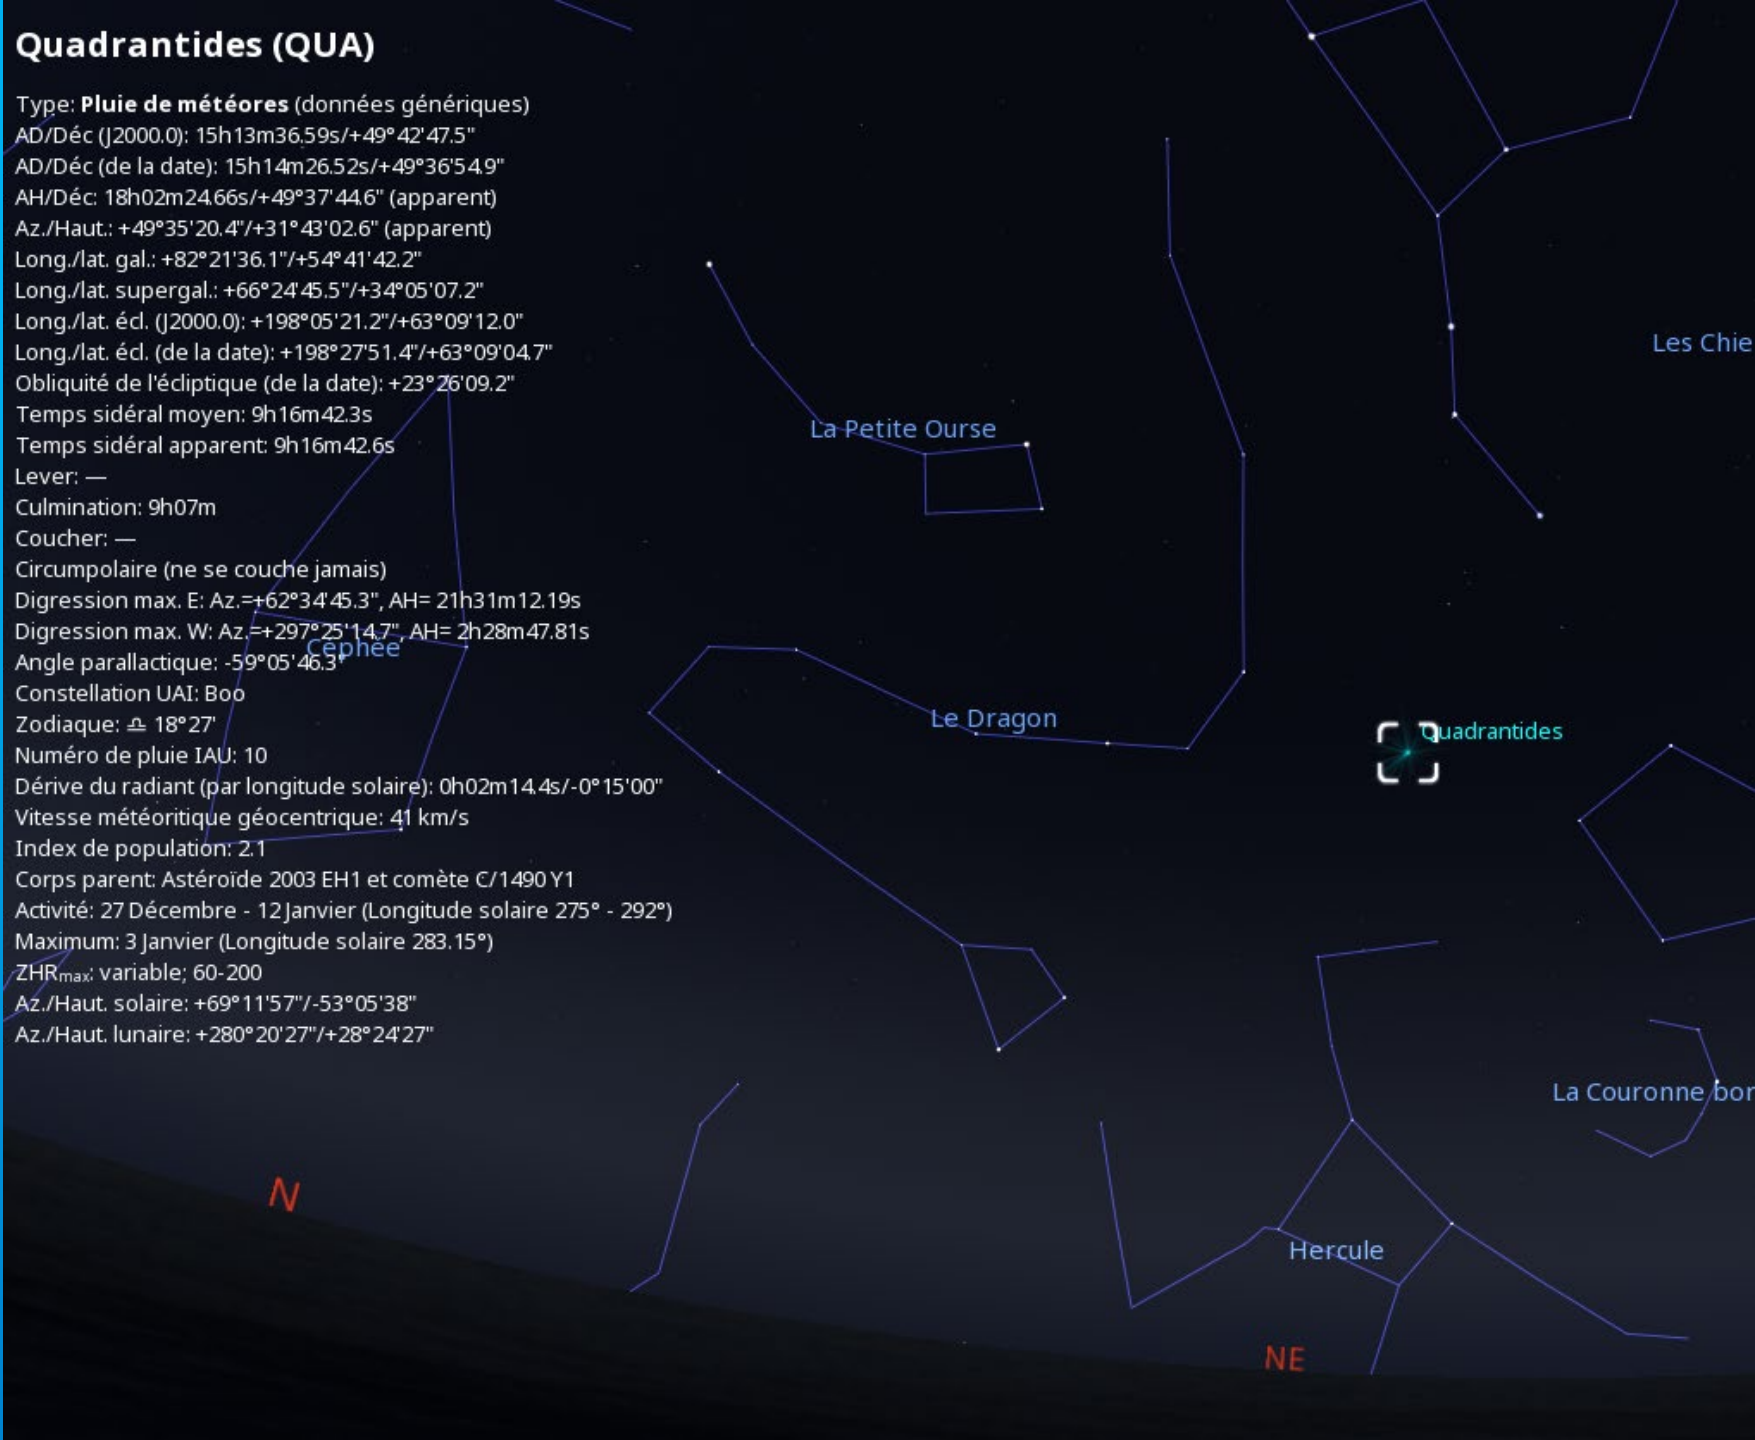 Quadrantides (QUA)
Type: Pluie de météores (données génériques)
AD/Déc (J2000.0): 15h13m36.59s/+49°42'47.5"
AD/Déc (de la date): 15h14m26.52s/+49°36'54.9"
AH/Déc: 18h02m24.66s/+49°37'44.6" (apparent)
Az./Haut.: +49°35'20.4"/+31°43'02.6" (apparent)
Long./lat. gal.: +82°21'36.1"/+54°41'42.2"
Long./lat. supergal.: +66°24'45.5"/+34°05'07.2"
Long./lat. écl. (J2000.0): +198°05'21.2"/+63°09'12.0"
Long./lat. écl. (de la date): +198°27'51.4"/+63°09'04.7"
Obliquité de l'écliptique (de la date): +23°26'09.2"
Temps sidéral moyen: 9h16m42.3s
Temps sidéral apparent: 9h16m42.6s
Lever: —
Culmination: 9h07m
Coucher: —
Circumpolaire (ne se couche jamais)
Digression max. E: Az.=+62°34'45.3", AH= 21h31m12.19s
Digression max. W: Az.=+297°25'14.7", AH= 2h28m47.81s
Angle parallactique: -59°05'46.3"
Constellation UAI: Boo
Zodiaque: ♎ 18°27'
Numéro de pluie IAU: 10
Dérive du radiant (par longitude solaire): 0h02m14.4s/-0°15'00"
Vitesse météoritique géocentrique: 41 km/s
Index de population: 2.1
Corps parent: Astéroïde 2003 EH1 et comète C/1490 Y1
Activité: 27 Décembre - 12 Janvier (Longitude solaire 275° - 292°)
Maximum: 3 Janvier (Longitude solaire 283.15°)
ZHRmax: variable; 60-200
Az./Haut. solaire: +69°11'57"/-53°05'38"
Az./Haut. lunaire: +280°20'27"/+28°24'27"
Les Chie
La Petite Ourse
Céphée
Le Dragon
Quadrantides
La Couronne bor
N
Hercule
NE